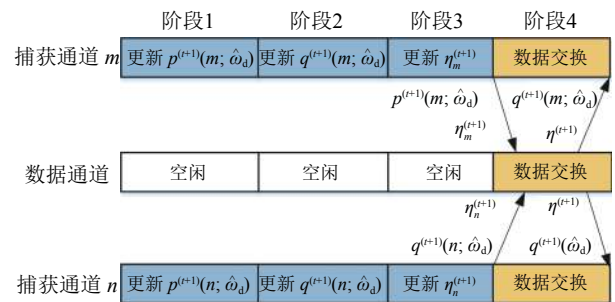 阶段1 阶段2 阶段3 阶段4
捕获通道 m 更新 p^(t+1)(m; ω̂_d) 更新 q^(t+1)(m; ω̂_d) 更新 η_m^(t+1) 数据交换
p^(t+1)(m; ω̂_d) q^(t+1)(m; ω̂_d)
η_m^(t+1) η^(t+1)
数据通道 空闲 空闲 空闲 数据交换
η_n^(t+1) η^(t+1)
q^(t+1)(n; ω̂_d) q^(t+1)(ω̂_d)
捕获通道 n 更新 p^(t+1)(n; ω̂_d) 更新 q^(t+1)(n; ω̂_d) 更新 η_n^(t+1) 数据交换